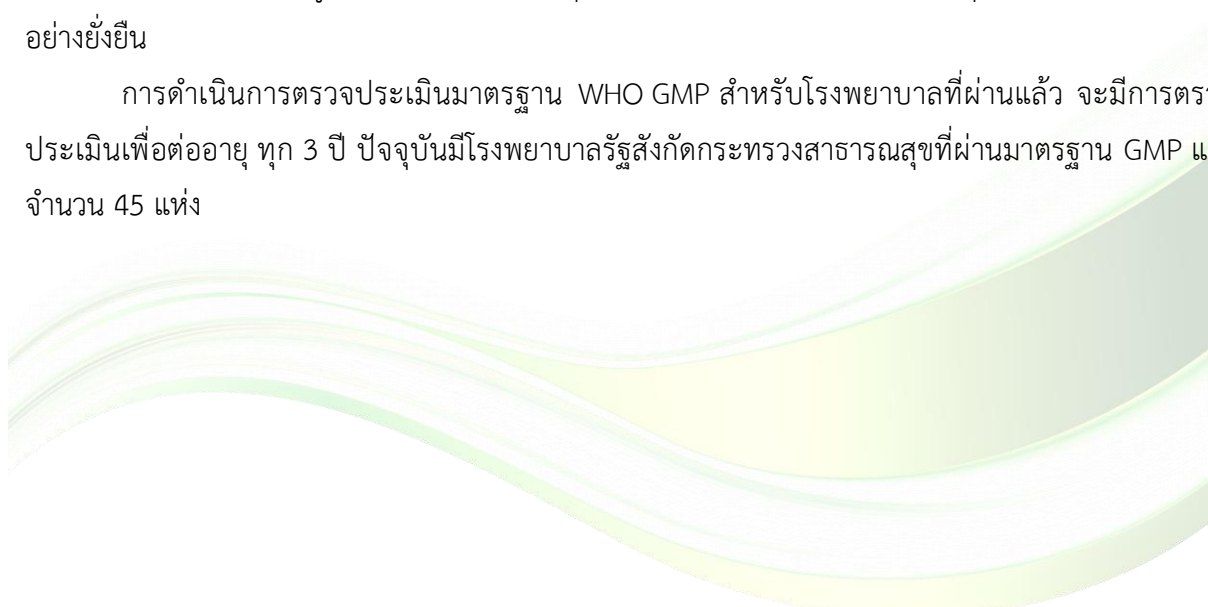 อย่างยั่งยืน
การดำเนินการตรวจประเมินมาตรฐาน WHO GMP สำหรับโรงพยาบาลที่ผ่านแล้ว จะมีการตร
ประเมินเพื่อต่ออายุ ทุก 3 ปี ปัจจุบันมีโรงพยาบาลรัฐสังกัดกระทรวงสาธารณสุขที่ผ่านมาตรฐาน GMP
จำนวน 45 แห่ง